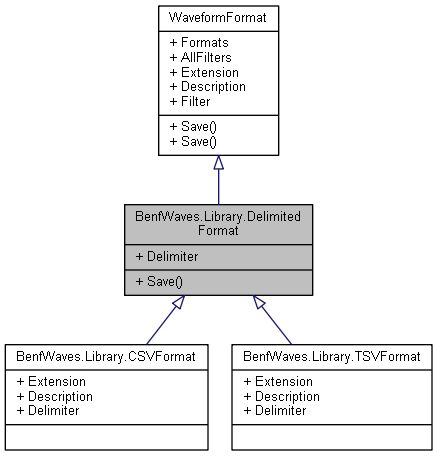 WaveformFormat
+ Formats
+ AllFilters
+ Extension
+ Description
+ Filter
+ Save()
+ Save()
BenfWaves.Library.Delimited
Format
+ Delimiter
+ Save()
BenfWaves.Library.CSVFormat
+ Extension
+ Description
+ Delimiter
BenfWaves.Library.TSVFormat
+ Extension
+ Description
+ Delimiter